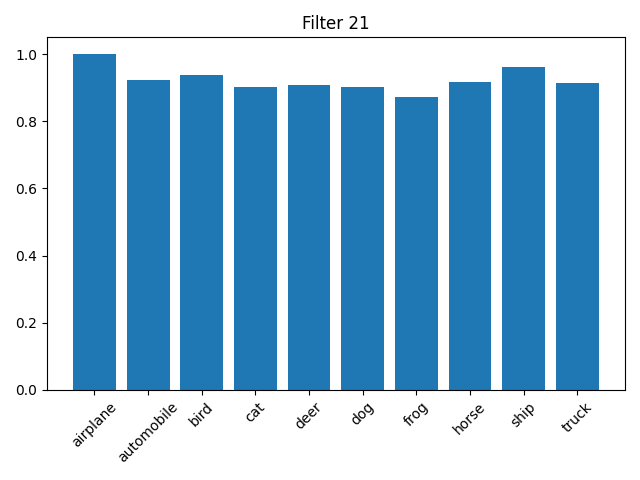 Filter 21
1.0
0.8
0.6
0.4
0.2
0.0
airplane
automobile
bird
cat
deer
dog
frog
horse
ship
truck